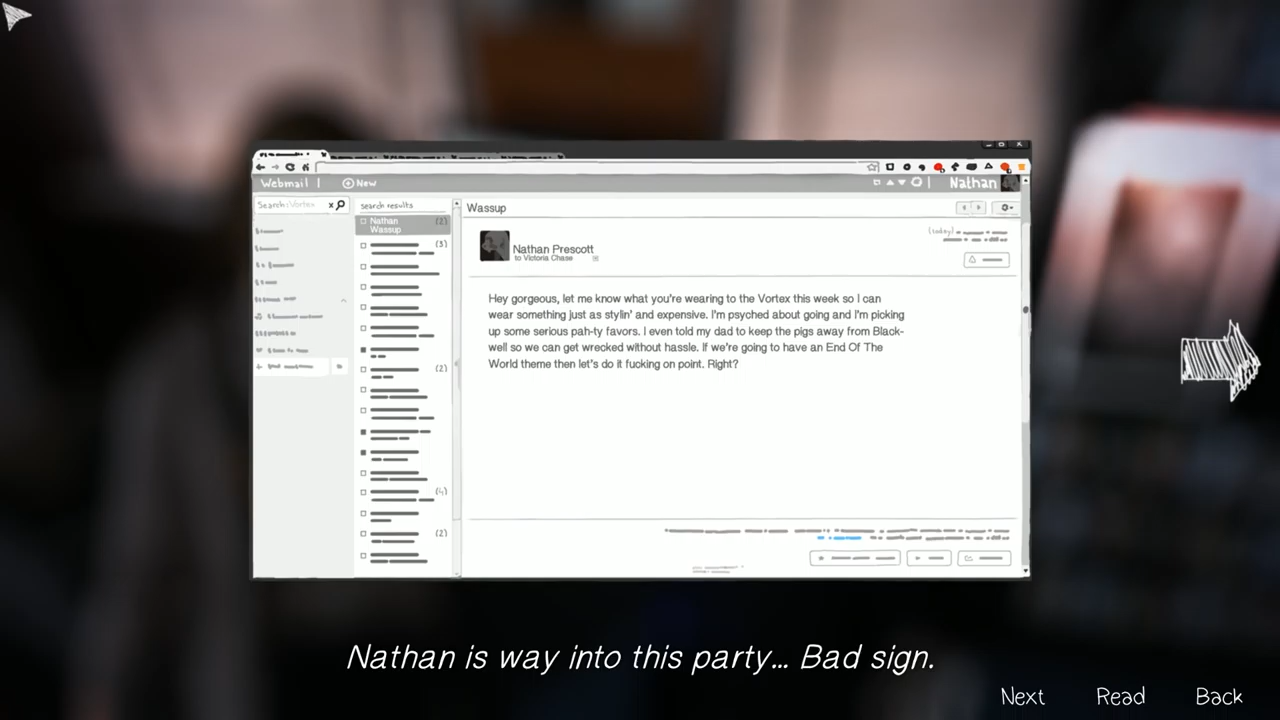 Webmail | New
Nathan
Search: Vortex x
search results
Nathan (2)
Wassup
(3)
(2)
(4)
(2)
Wassup
Nathan Prescott
to Victoria Chase
(today)
Hey gorgeous, let me know what you're wearing to the Vortex this week so I can
wear something just as stylin' and expensive. I'm psyched about going and I'm picking
up some serious pah-ty favors. I even told my dad to keep the pigs away from Black-
well so we can get wrecked without hassle. If we're going to have an End Of The
World theme then let's do it fucking on point. Right?
Nathan is way into this party... Bad sign.
Next Read Back